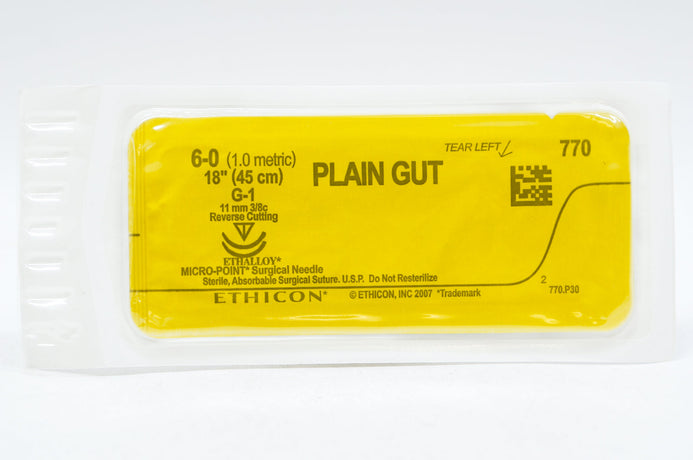 6-0 (1.0 metric)
18" (45 cm)
G-1
11 mm 3/8c
Reverse Cutting
ETHALLOY*
MICRO-POINT* Surgical Needle
Sterile, Absorbable Surgical Suture. U.S.P. Do Not Resterilize
ETHICON* © ETHICON, INC 2007 *Trademark
PLAIN GUT
TEAR LEFT
770
2
770.P30